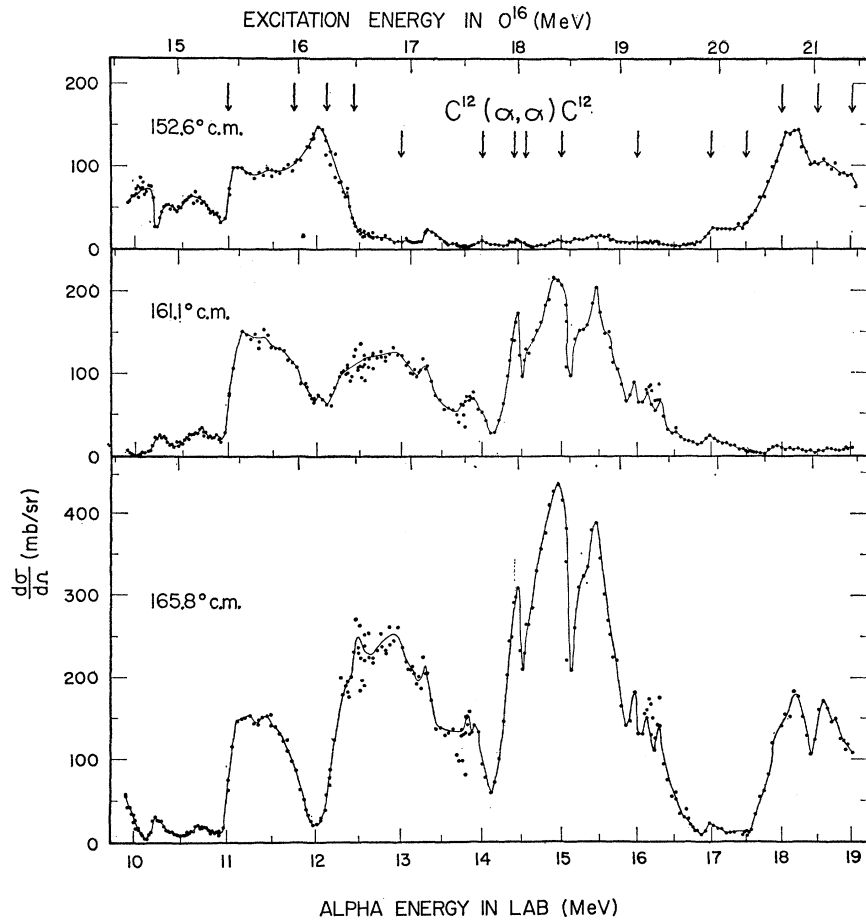 EXCITATION ENERGY IN O¹⁶ (MeV)
15 16 17 18 19 20 21
200
152.6° c.m.
C¹² (α, α) C¹²
100
0
200
161.1° c.m.
100
0
400
dσ/dΩ (mb/sr)
300
165.8° c.m.
200
100
0
10 11 12 13 14 15 16 17 18 19
ALPHA ENERGY IN LAB (MeV)